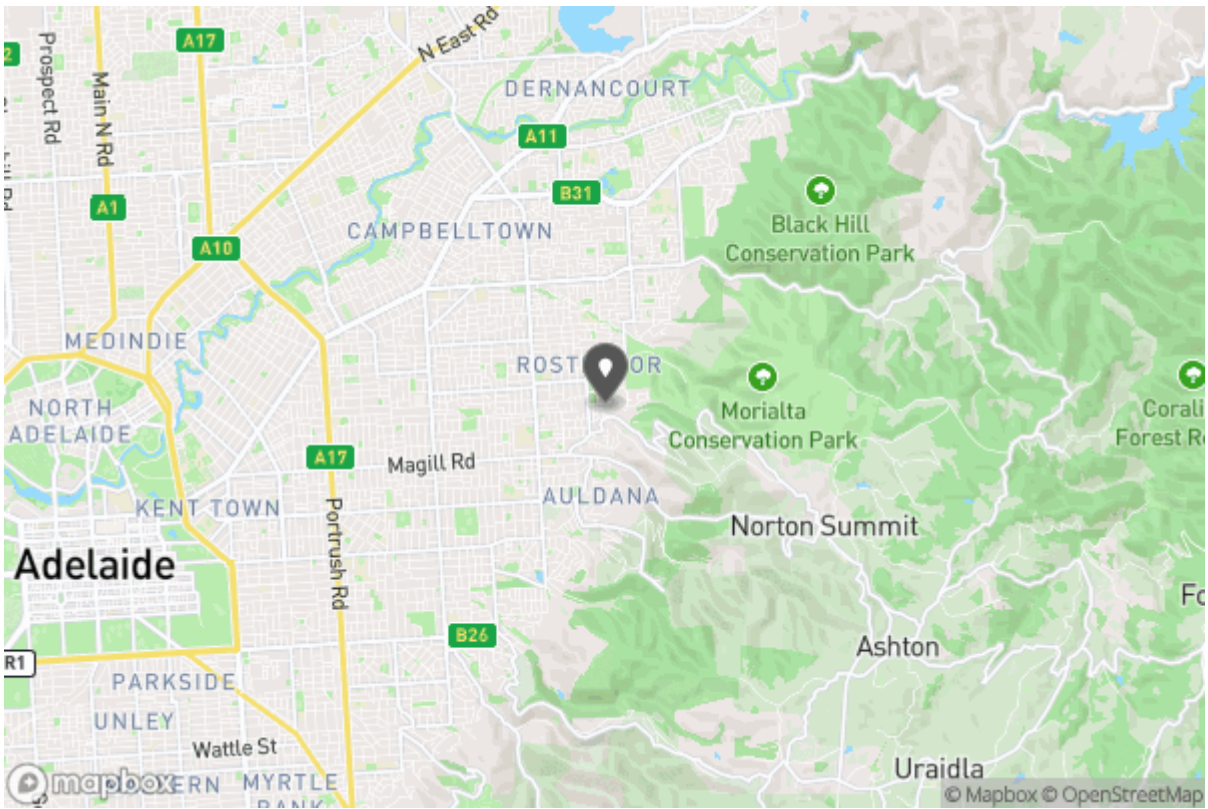 A17
N East Rd
Prospect Rd
Main N Rd
DERNANCOURT
A11
B31
A1
Black Hill
Conservation Park
CAMPBELLTOWN
A10
MEDINDIE
NORTH
ADELAIDE
Morialta
Conservation Park
Magill Rd
A17
AULDANA
KENT TOWN
Portrush Rd
Norton Summit
Adelaide
B26
Ashton
R1
PARKSIDE
UNLEY
Wattle St
MYRTLE
BANK
Uraidla
mapbox
© Mapbox © OpenStreetMap